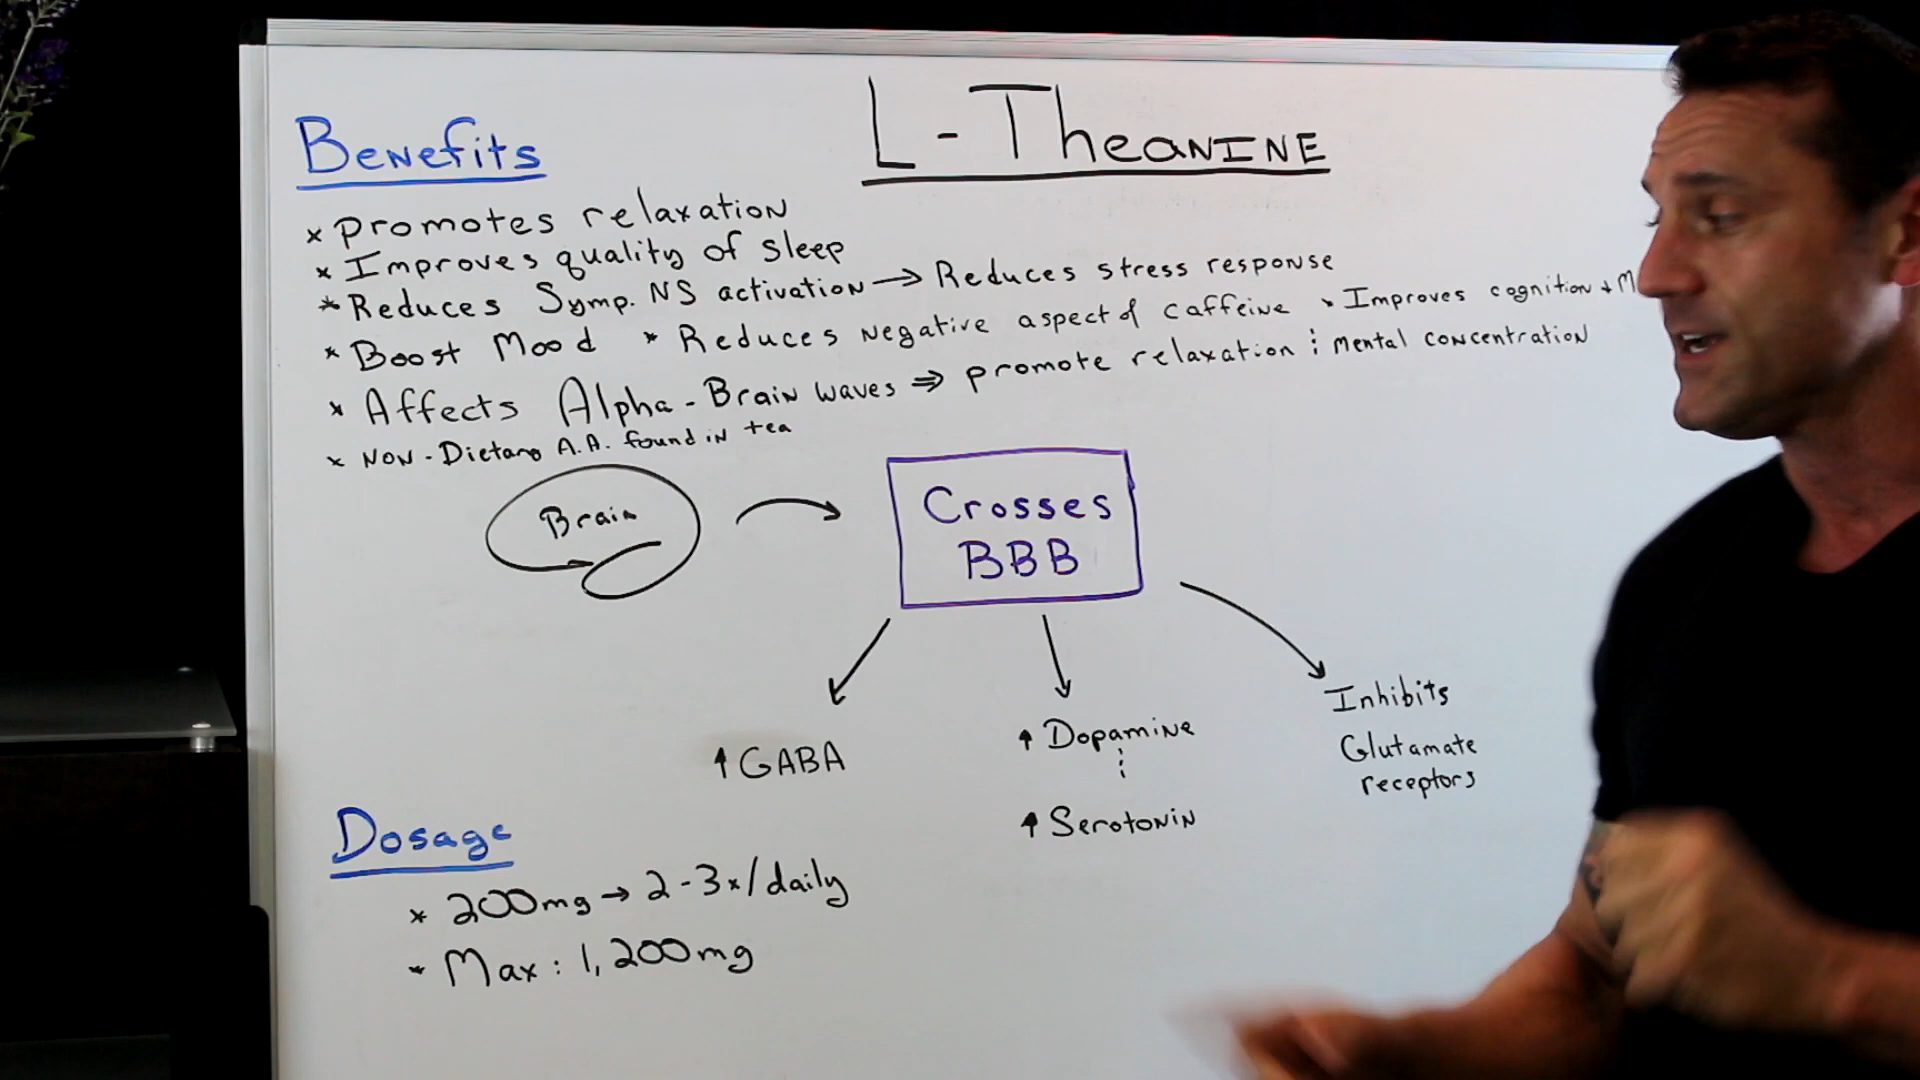 L-Theanine
Benefits
* Promotes relaxation
* Improves quality of sleep
* Reduces Symp. NS activation → Reduces stress response
* Boost Mood * Reduces negative aspect of caffeine * Improves cognition +
* Affects Alpha-Brain waves ⇒ promote relaxation ; mental concentration
* Non-Dietary A.A. found in tea
Brain → Crosses
BBB
↑ GABA
↑ Dopamine
↑ Serotonin
Inhibits
Glutamate
receptors
Dosage
* 200mg → 2-3x/daily
* Max: 1,200mg